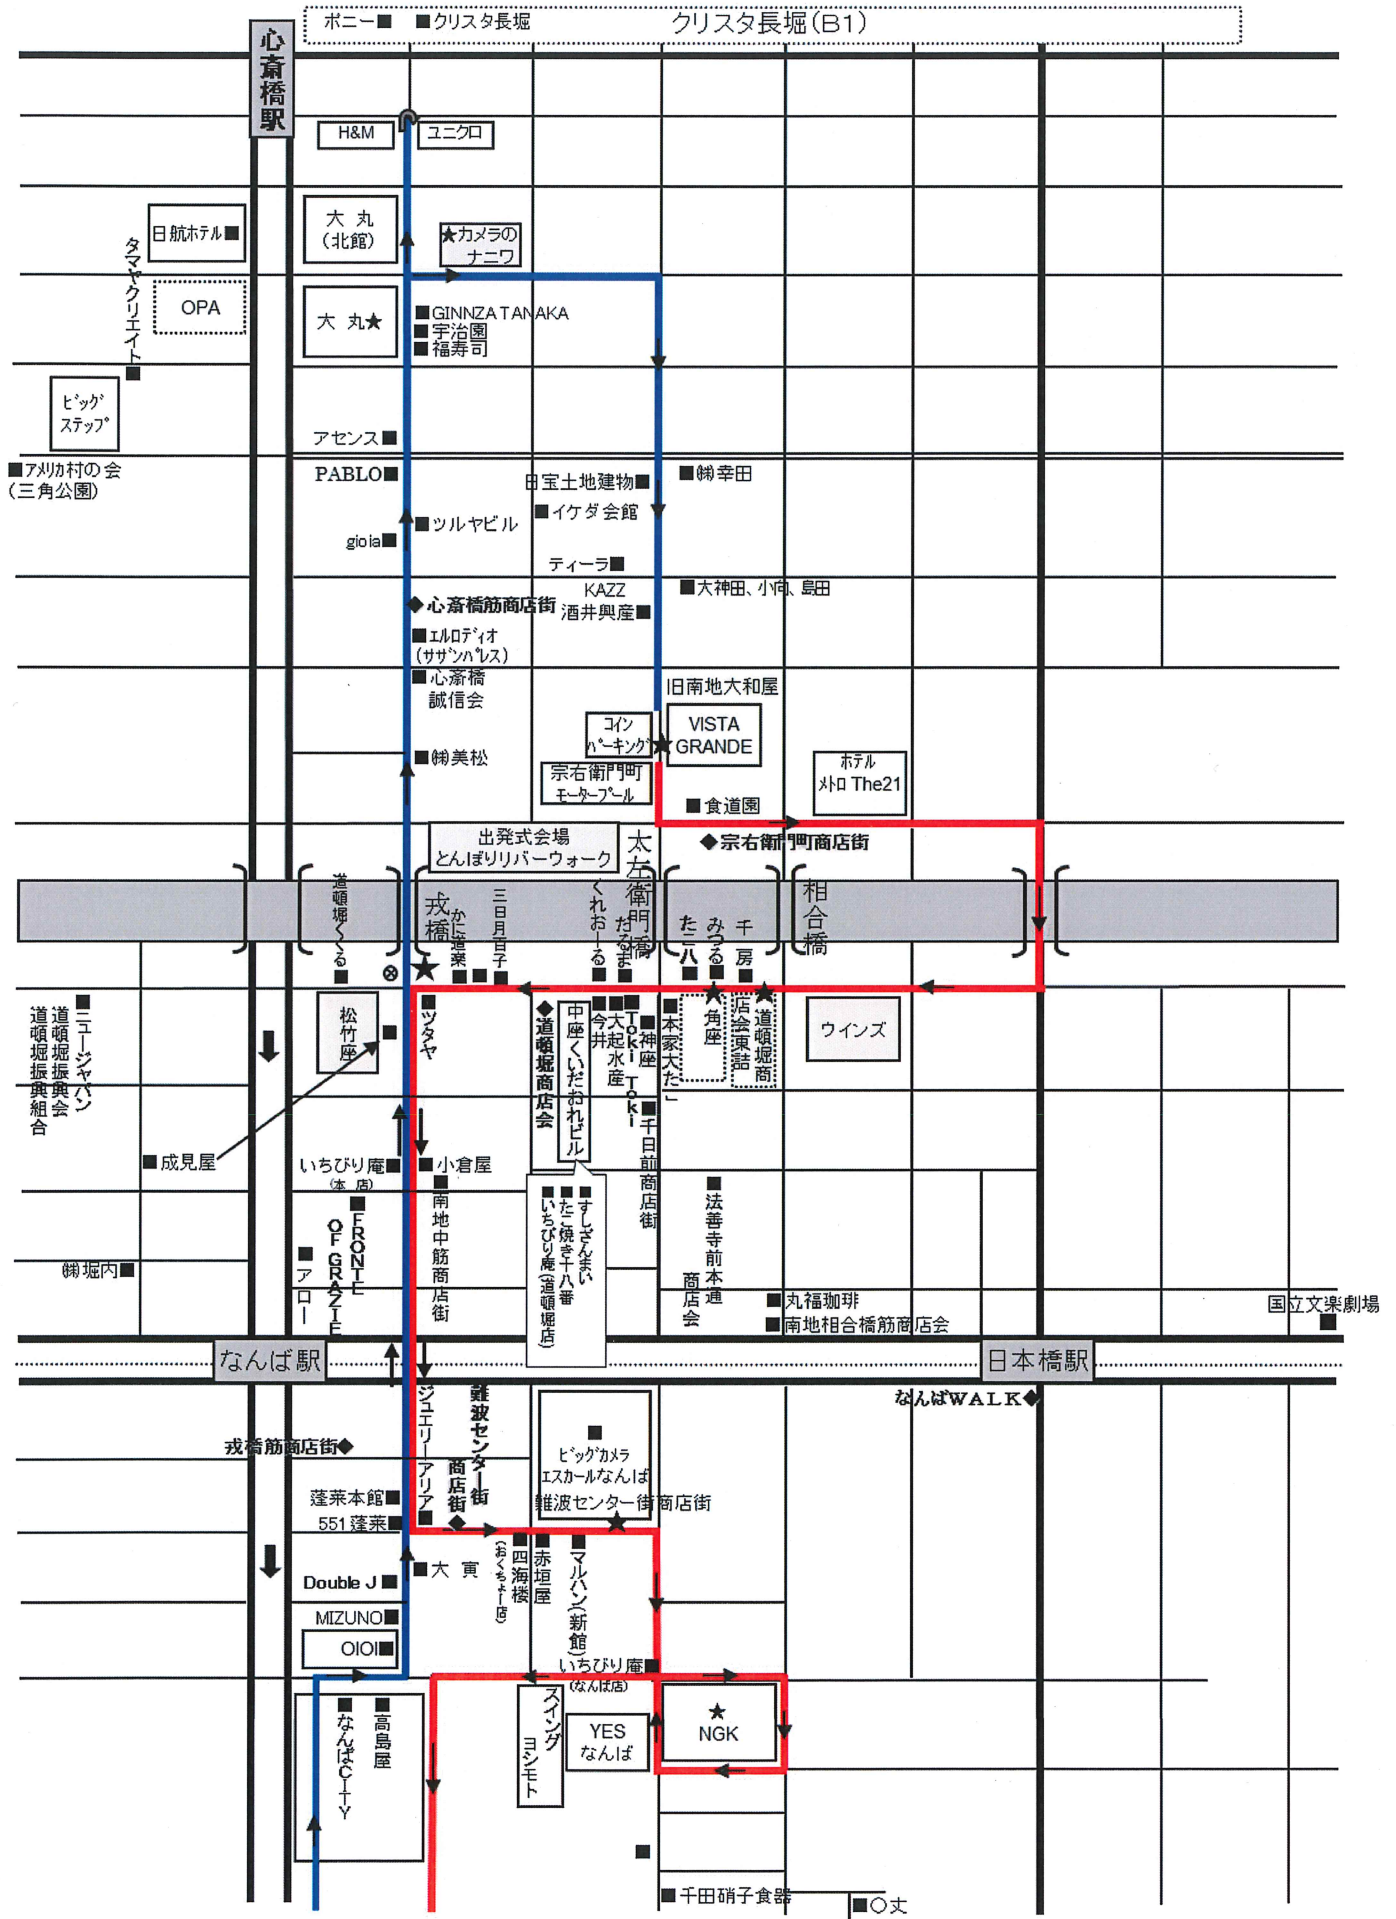 ポニー■ ■クリスタ長堀
クリスタ長堀(B1)
心斎橋駅
H&M
ユニクロ
日航ホテル■
大 丸
(北館)
★カメラの
ナニワ
タマヤクリエイト■
OPA
大 丸★
■GINNZA TANAKA
■宇治園
■福寿司
ビッグ
ステップ
アセンス■
■アメリカ村の会
(三角公園)
PABLO■
日宝土地建物■
■㈱幸田
■イケダ会館
■ツルヤビル
gioia■
ティーラ■
KAZZ
■大神田、小向、島田
◆心斎橋筋商店街
酒井興産■
■エルロディオ
(サザンパレス)
■心斎橋
誠信会
旧南地大和屋
コイン
パーキング
★
VISTA
GRANDE
■㈱美松
宗右衛門町
モータープール
ホテル
メトロ The21
■食道園
出発式会場
とんぼりリバーウォーク
◆宗右衛門町商店街
道頓堀〜くる■
戎橋
かに道楽■
■
三日月百子■
くれおーる■
だるま■
太左衛門橋
たこ八■
みつる■
千 房■
相合橋
⊗
★
■ニュージャパン
道頓堀振興会
道頓堀振興組合
松竹座
■
■ツタヤ
◆道頓堀商店会
中座くいだおれビル
■今井
■大起水産
■Toki Toki
■神座
■本家大たこ
★
角座
★
道頓堀商
店会東詰
ウインズ
■成見屋
いちびり庵■
(本 店)
■小倉屋
■南地中筋商店街
■千日前商店街
■すしざんまい
■たこ焼き十八番
■いちびり庵(道頓堀店)
■法善寺前本通
商店会
■FRONTE
OF GRAZIE
■アロー
㈱堀内■
■丸福珈琲
■南地相合橋筋商店会
国立文楽劇場
■
なんば駅
日本橋駅
なんばWALK◆
戎橋筋商店街◆
ジュエリーアリア■
難波センター街
商店街◆
■
ビッグカメラ
エスカールなんば
難波センター街商店街
★
蓬莱本館■
551蓬莱■
■大 寅
■四海楼
(おくちょー店)
■赤垣屋
■マルハン(新館)
Double J■
MIZUNO■
OIOI■
いちびり庵■
(なんば店)
■なんばCITY
■高島屋
スイング
ヨシモト
YES
なんば
★
NGK
■
■千田硝子食器
■〇丈